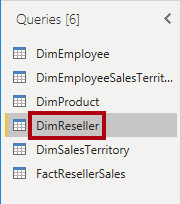 Queries [6]
DimEmployee
DimEmployeeSalesTerrit...
DimProduct
DimReseller
DimSalesTerritory
FactResellerSales